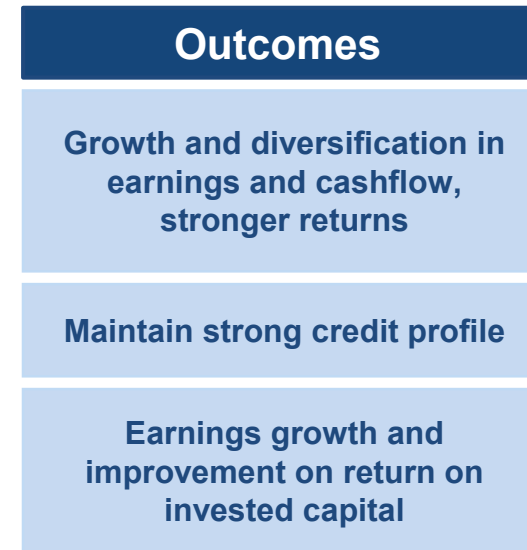 Outcomes
Growth and diversification in
earnings and cashflow,
stronger returns
Maintain strong credit profile
Earnings growth and
improvement on return on
invested capital